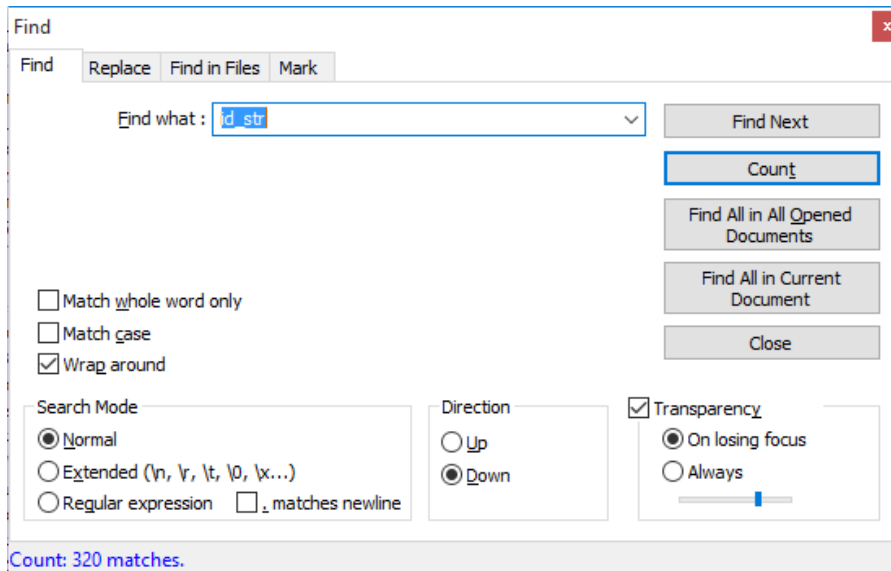 Find
x
Find Replace Find in Files Mark
Find what : id_str
Find Next
Count
Find All in All Opened
Documents
Find All in Current
Document
Close
Match whole word only
Match case
Wrap around
Search Mode
Normal
Extended (\n, \r, \t, \0, \x...)
Regular expression . matches newline
Direction
Up
Down
Transparency
On losing focus
Always
Count: 320 matches.